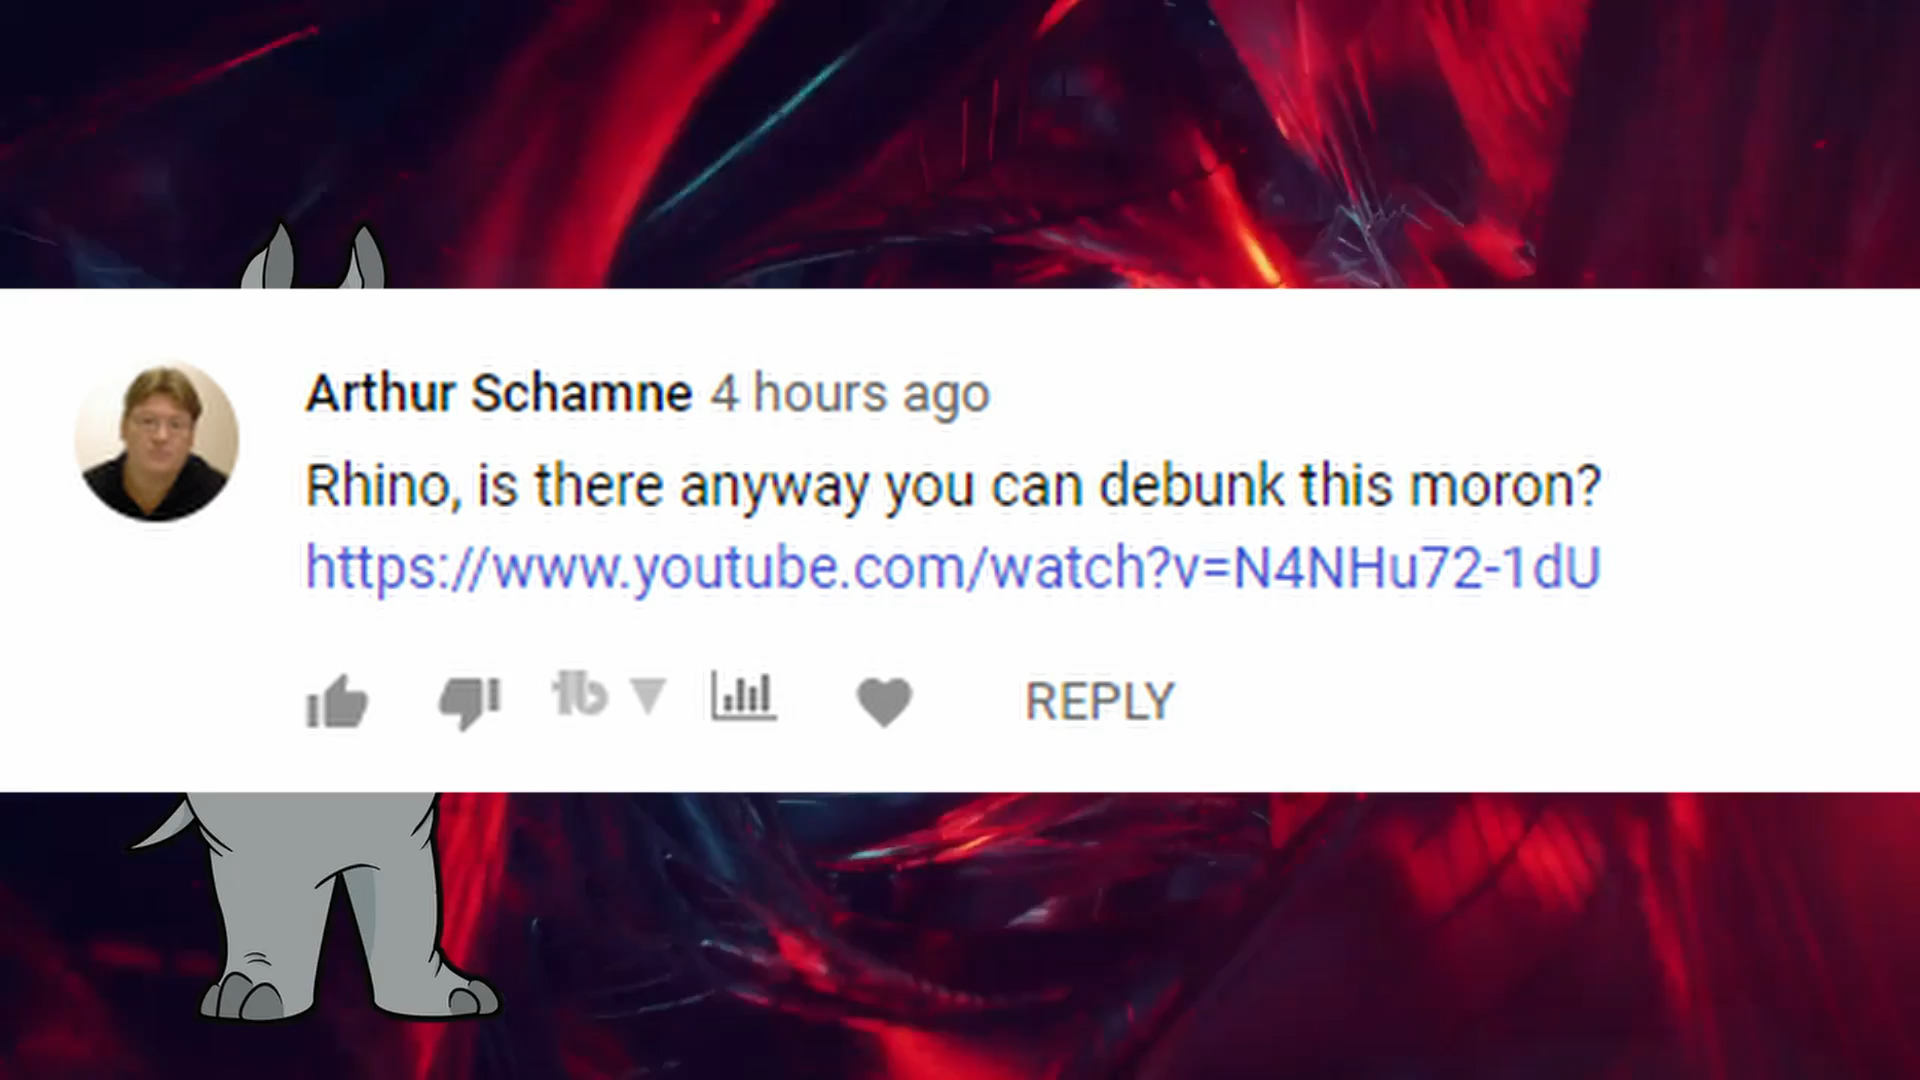 Arthur Schamne 4 hours ago
Rhino, is there anyway you can debunk this moron?
https://www.youtube.com/watch?v=N4NHu72-1dU
REPLY